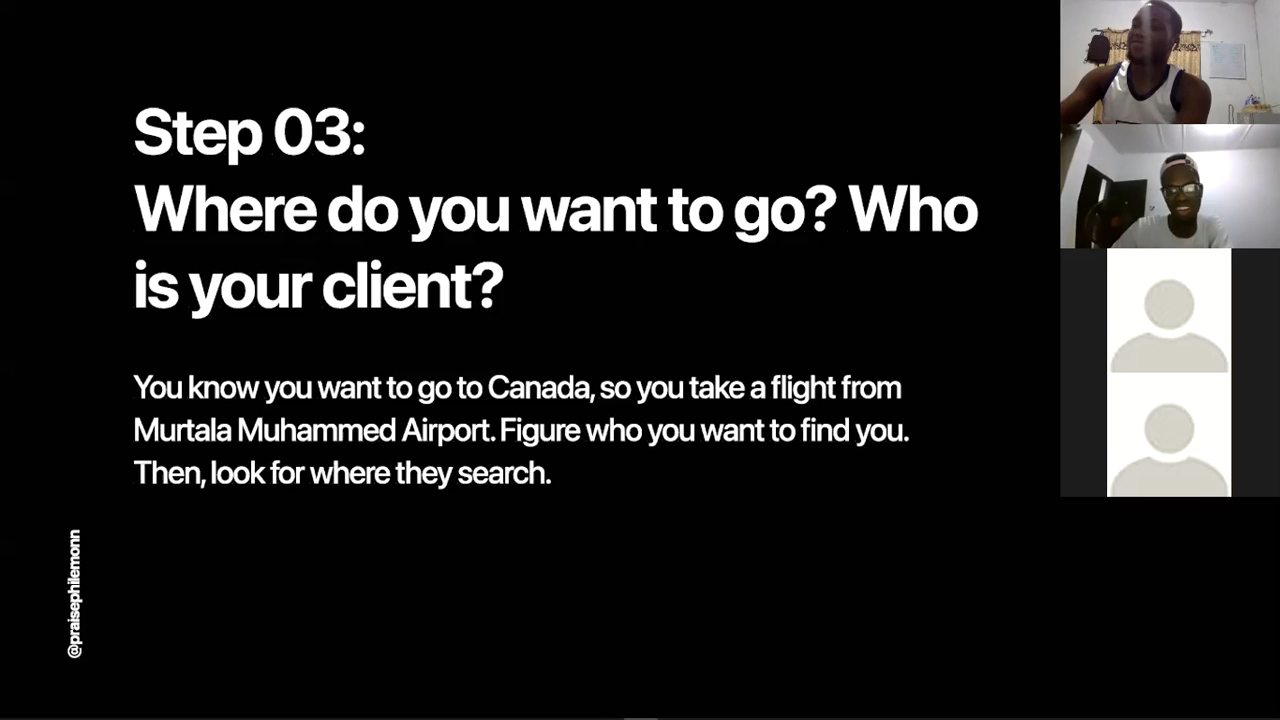 Step 03:
Where do you want to go? Who
is your client?
You know you want to go to Canada, so you take a flight from
Murtala Muhammed Airport. Figure who you want to find you.
Then, look for where they search.
@praisephilemonn